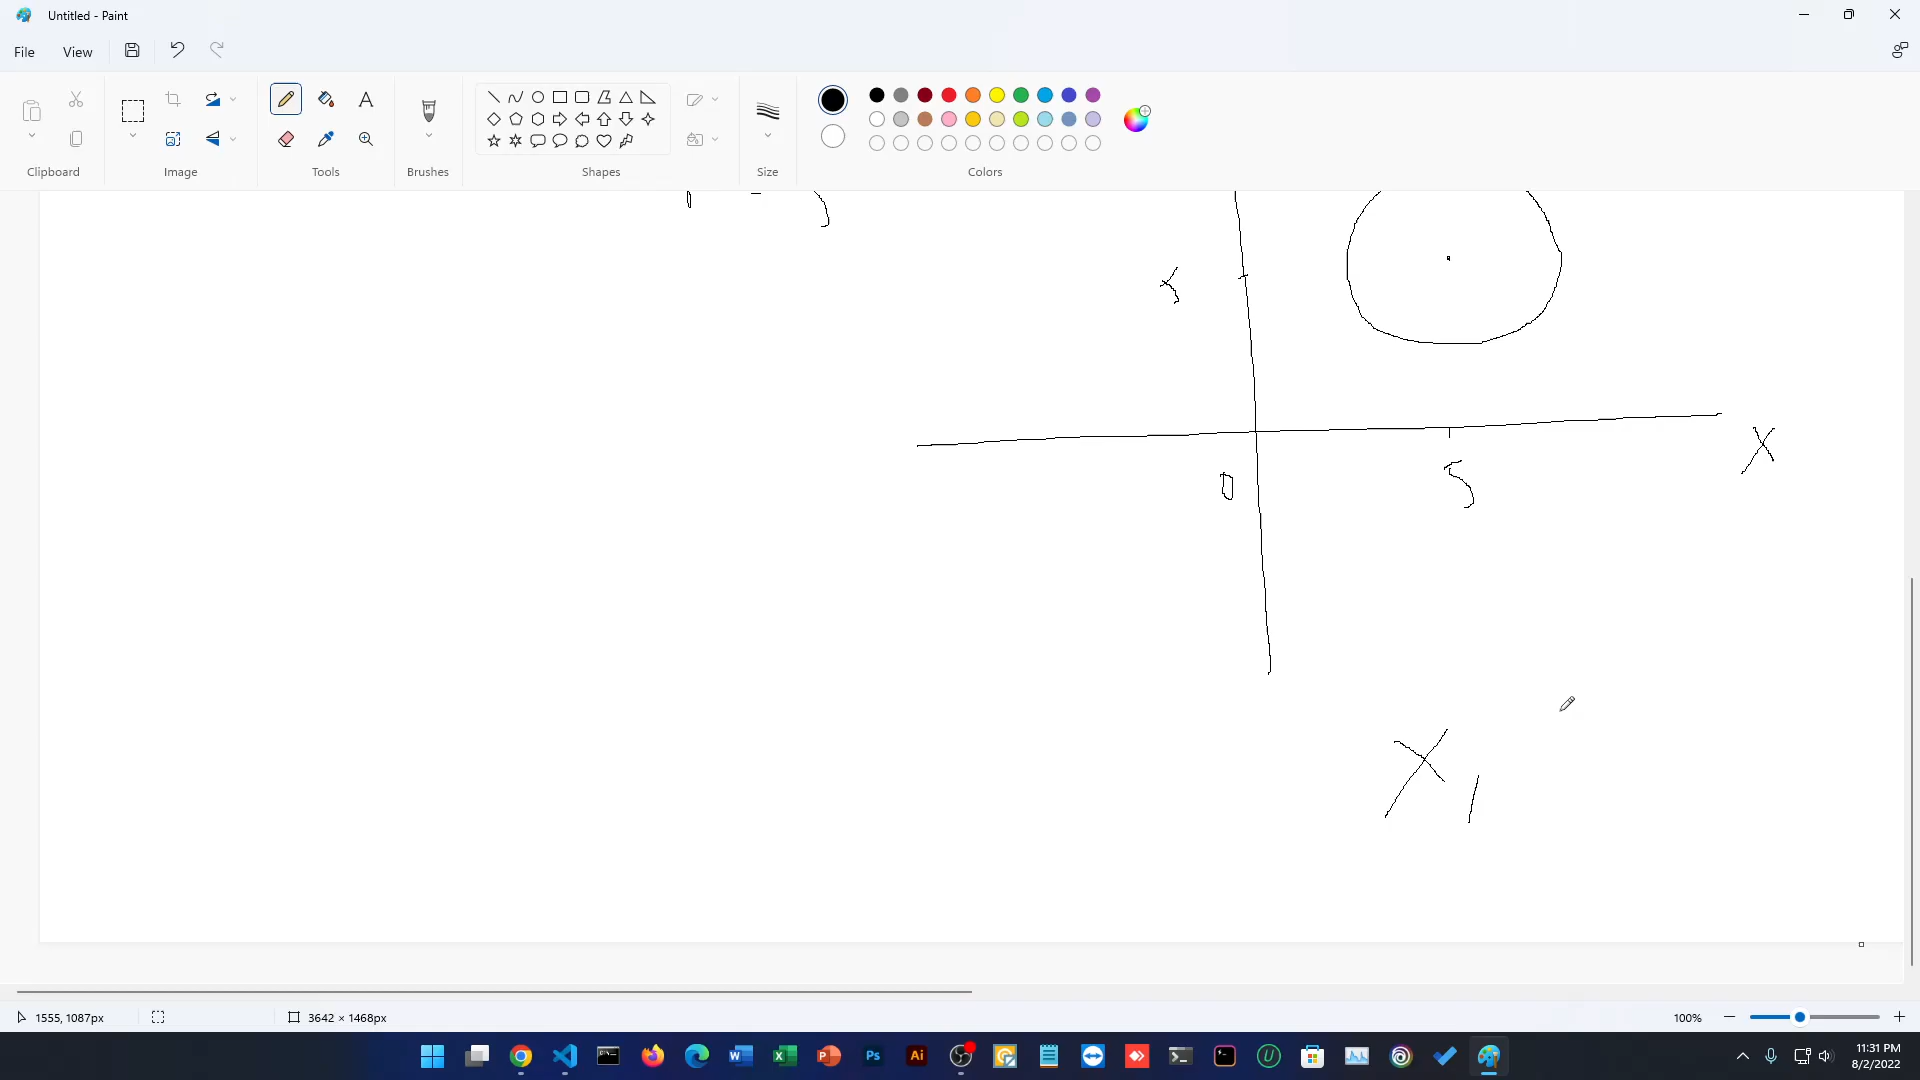 Untitled - Paint
File View
Clipboard
Image
Tools
Brushes
Shapes
Size
Colors
0
5
X
X1
1555, 1087px
3642 × 1468px
100%
11:31 PM
8/2/2022